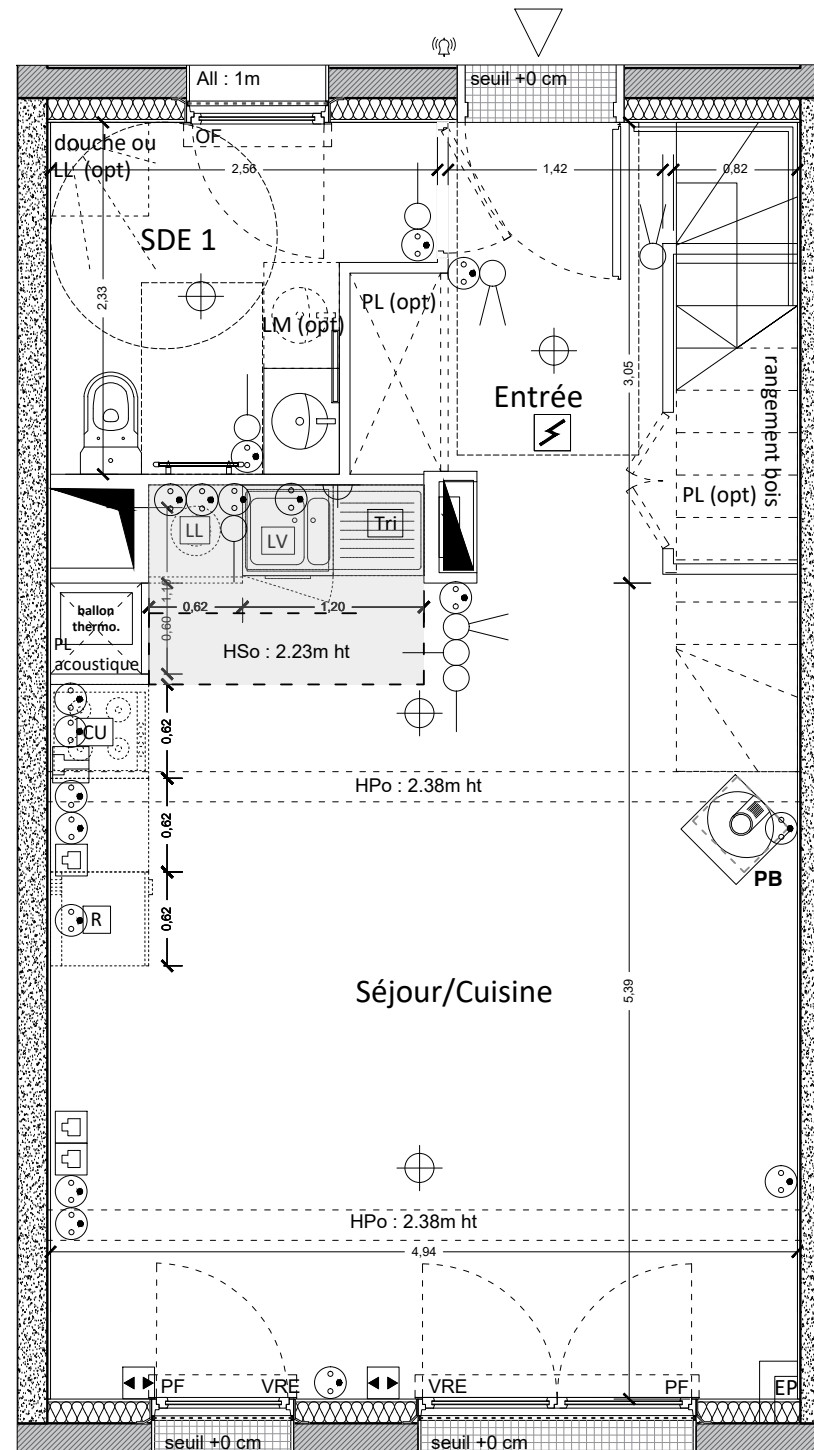 All : 1m
seuil +0 cm
OF
douche ou
LL (opt)
2,56
1,42
0,82
SDE 1
2,33
LM (opt)
PL (opt)
Entrée
3,05
rangement bois
PL (opt)
LL
LV
Tri
0,62
1,20
0,60
HSo : 2.23m ht
ballon
thermo.
PL
acoustique
CU
0,62
HPo : 2.38m ht
0,62
PB
R
0,62
Séjour/Cuisine
5,39
HPo : 2.38m ht
4,94
PF
VRE
VRE
PF
EP
seuil +0 cm
seuil +0 cm